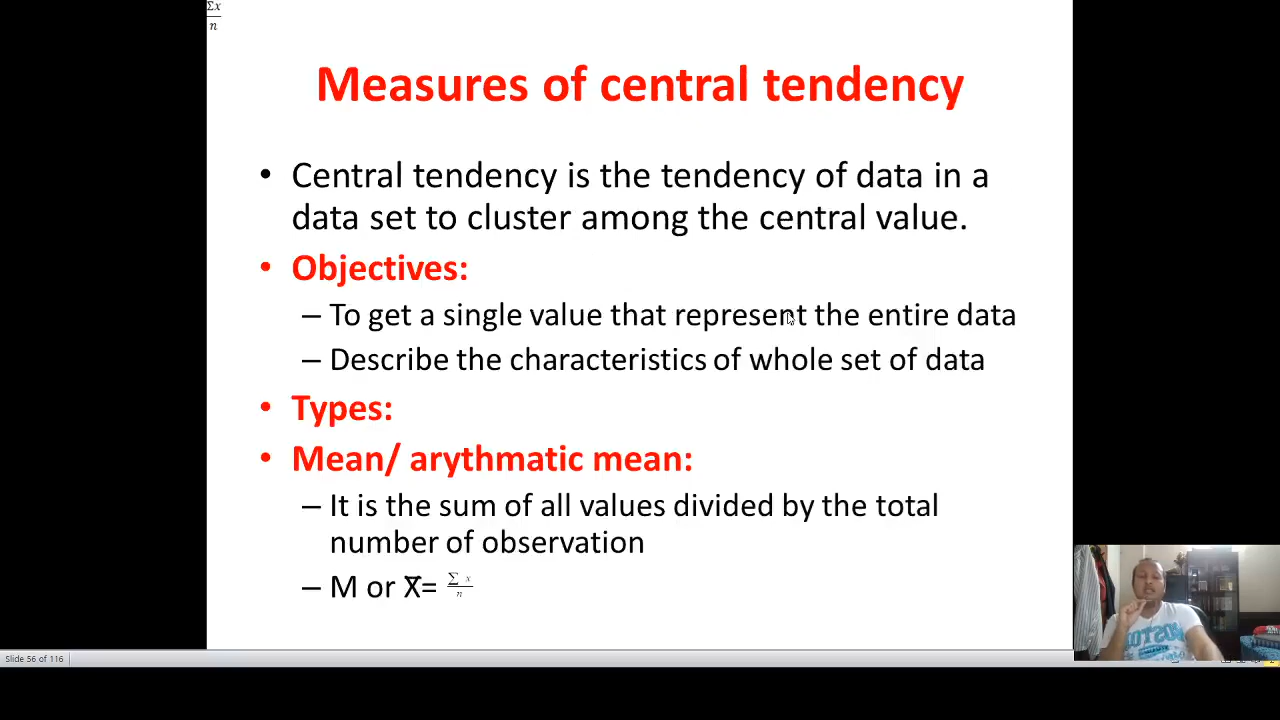 Σx
n
Measures of central tendency
• Central tendency is the tendency of data in a
data set to cluster among the central value.
• Objectives:
– To get a single value that represent the entire data
– Describe the characteristics of whole set of data
• Types:
• Mean/ arythmatic mean:
– It is the sum of all values divided by the total
number of observation
– M or X̅= ∑ x / n
Slide 56 of 116